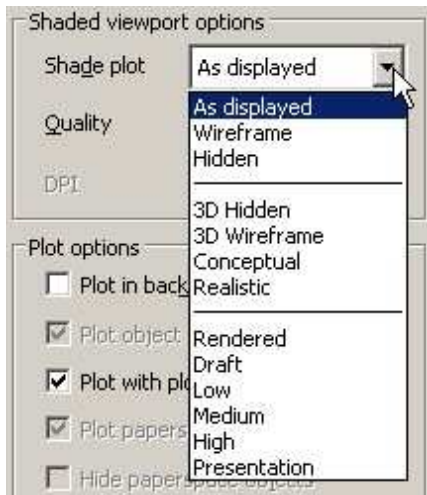 Shaded viewport options
Shade plot
As displayed
As displayed
Quality
Wireframe
Hidden
DPI
3D Hidden
3D Wireframe
Plot options
Conceptual
Plot in back
Realistic
Plot object
Rendered
Draft
Plot with plo
Low
Medium
Plot papers
High
Presentation
Hide paperspace objects